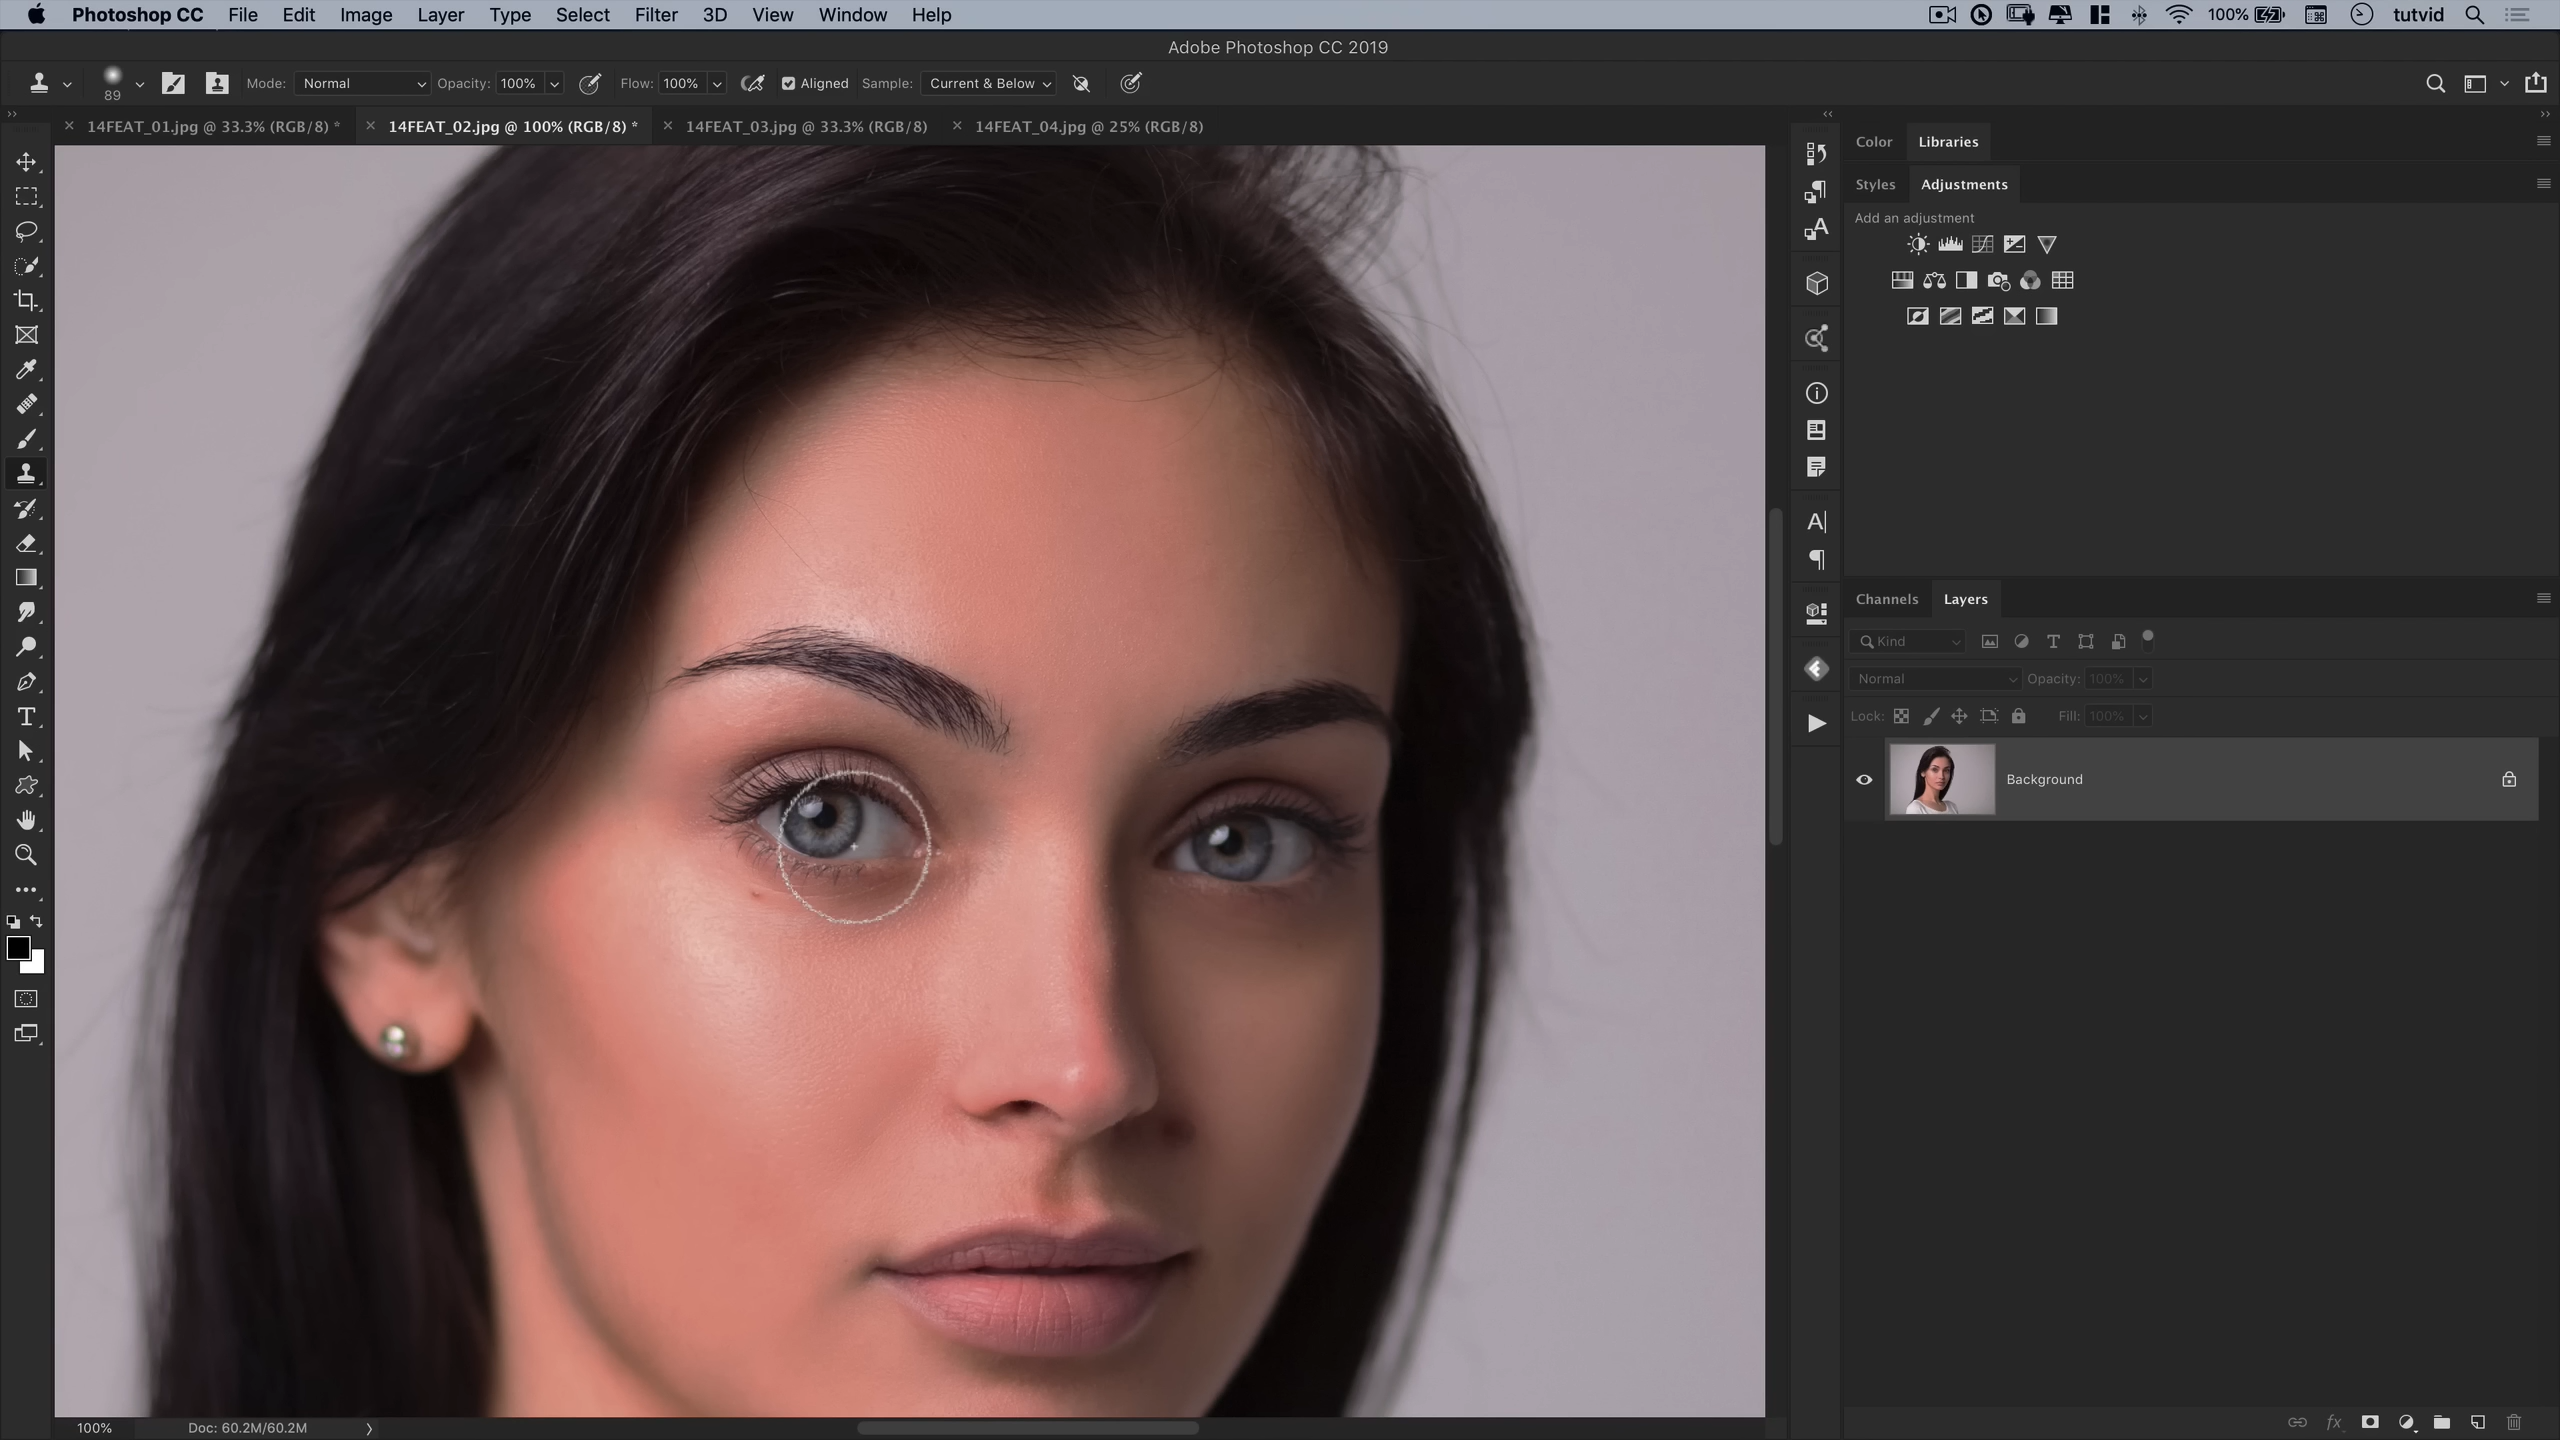 Photoshop CC File Edit Image Layer Type Select Filter 3D View Window Help 100% tutvid
Adobe Photoshop CC 2019
89 Mode: Normal Opacity: 100% Flow: 100% Aligned Sample: Current & Below
14FEAT_01.jpg @ 33.3% (RGB/8) * 14FEAT_02.jpg @ 100% (RGB/8) * 14FEAT_03.jpg @ 33.3% (RGB/8) 14FEAT_04.jpg @ 25% (RGB/8)
Color Libraries
Styles Adjustments
Add an adjustment
Channels Layers
Kind
Normal Opacity: 100%
Lock: Fill: 100%
Background
100% Doc: 60.2M/60.2M